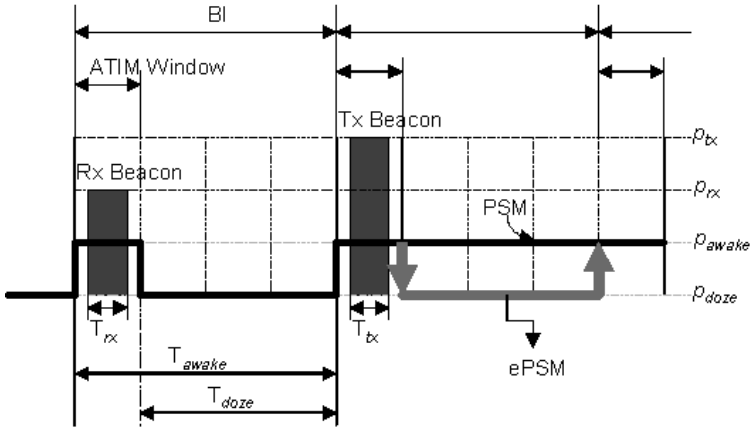 BI
ATIM Window
Tx Beacon
p_tx
Rx Beacon
p_rx
PSM
p_awake
p_doze
T_rx
T_tx
T_awake
ePSM
T_doze